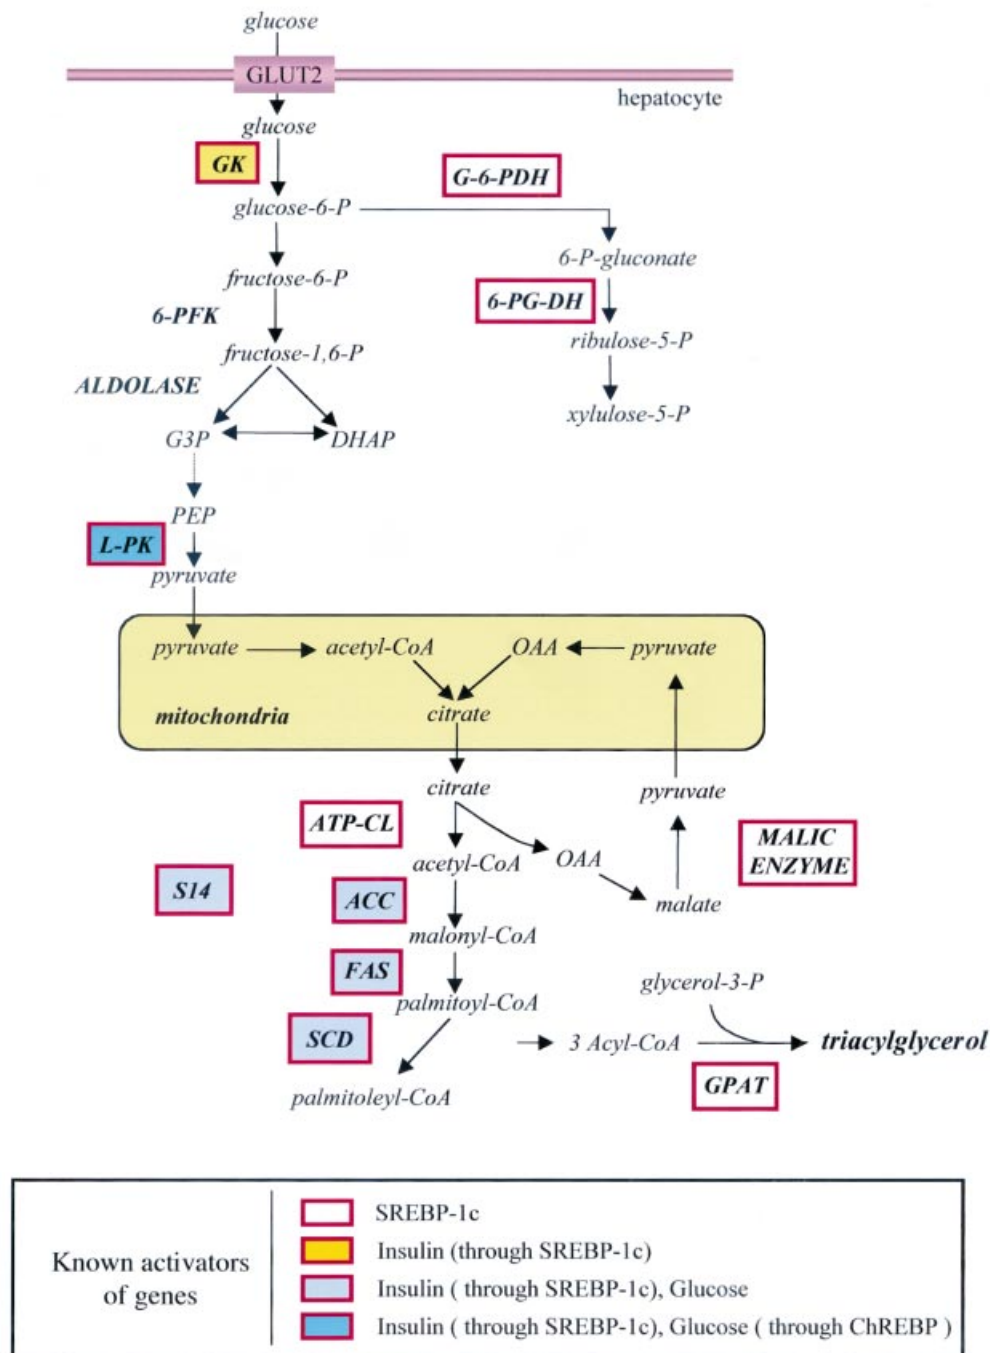 glucose
GLUT2
hepatocyte
glucose
GK
G-6-PDH
glucose-6-P
6-P-gluconate
fructose-6-P
6-PG-DH
6-PFK
ribulose-5-P
fructose-1,6-P
ALDOLASE
xylulose-5-P
G3P
DHAP
PEP
L-PK
pyruvate
pyruvate
acetyl-CoA
OAA
pyruvate
mitochondria
citrate
citrate
pyruvate
ATP-CL
MALIC
ENZYME
acetyl-CoA
OAA
S14
ACC
malate
malonyl-CoA
FAS
glycerol-3-P
palmitoyl-CoA
SCD
3 Acyl-CoA
triacylglycerol
GPAT
palmitoleyl-CoA
Known activators
of genes
SREBP-1c
Insulin (through SREBP-1c)
Insulin ( through SREBP-1c), Glucose
Insulin ( through SREBP-1c), Glucose ( through ChREBP )